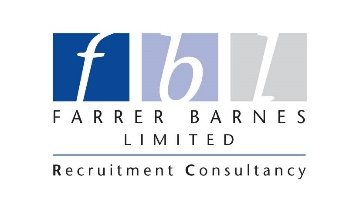 fbl
FARRER BARNES
LIMITED
Recruitment Consultancy